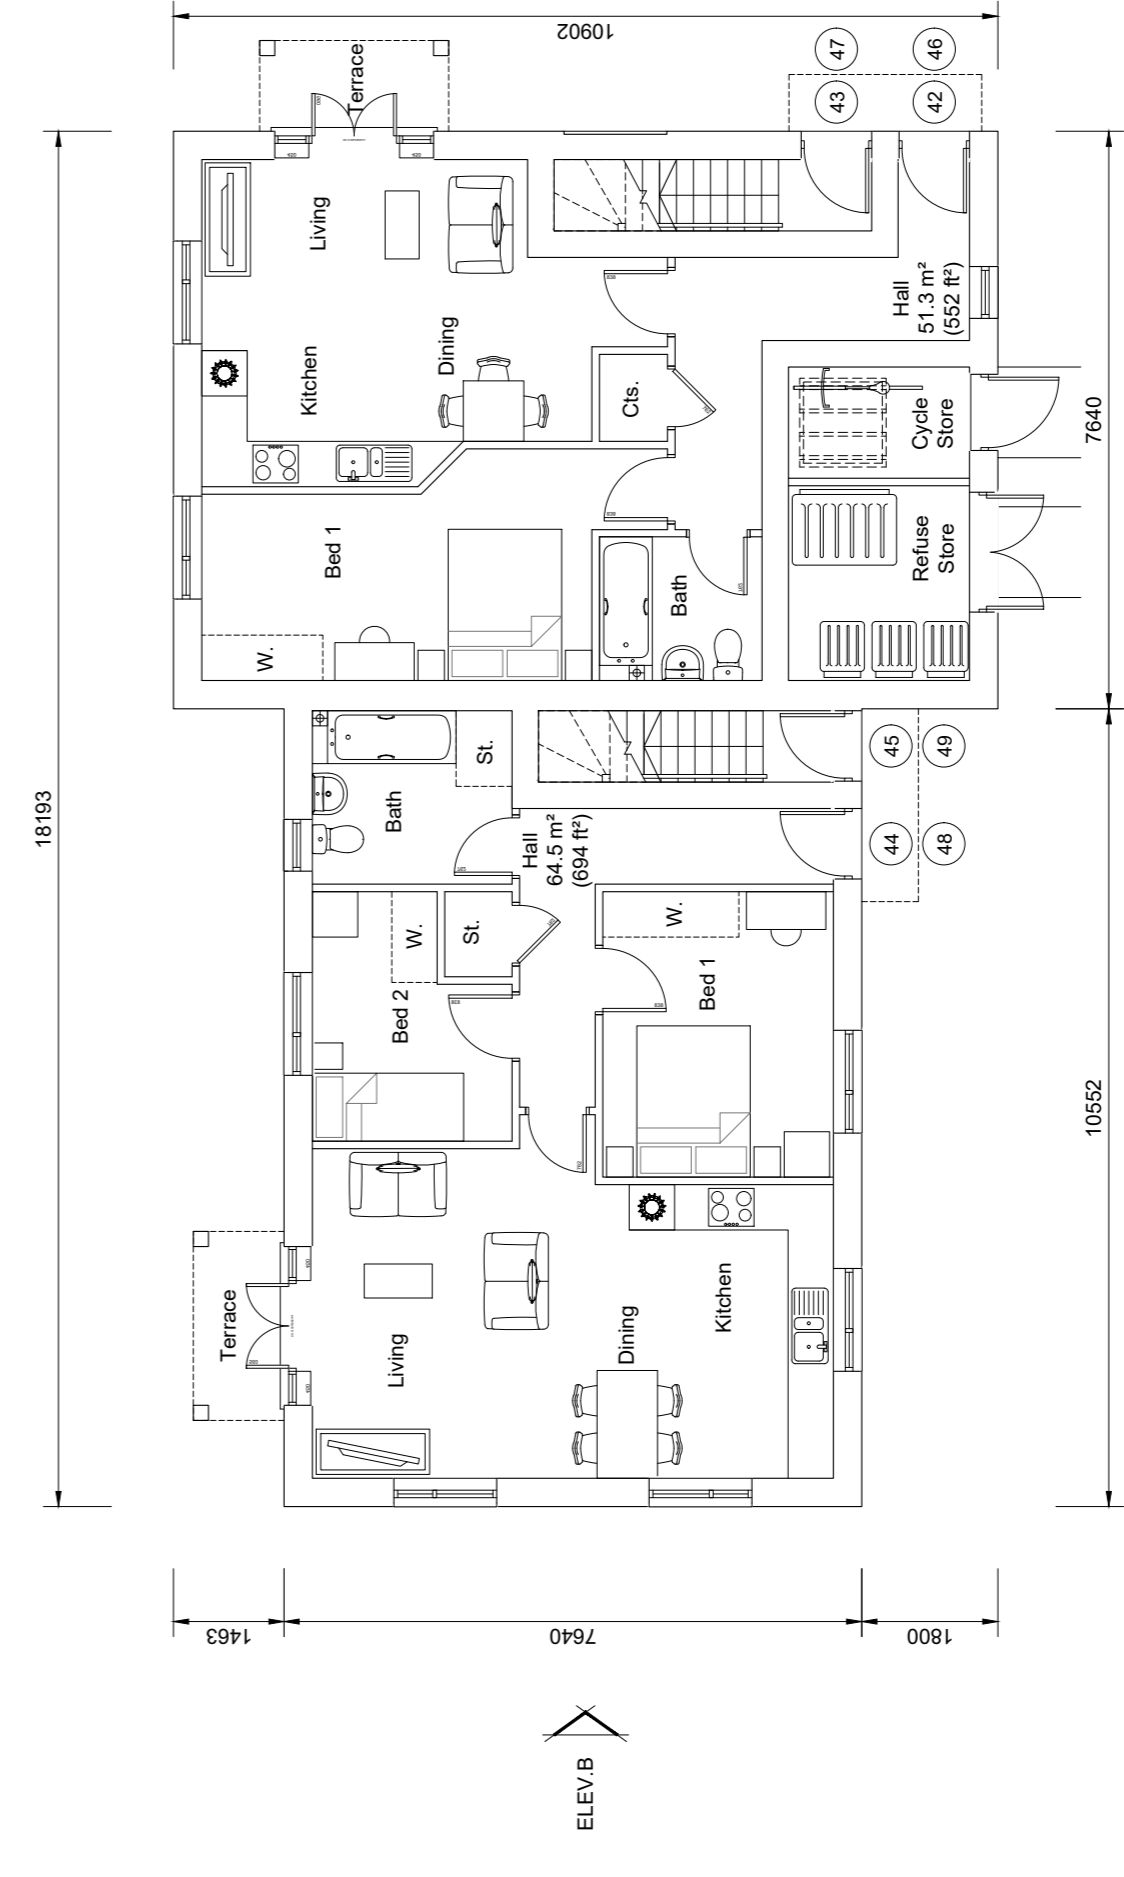 10902
Terrace
47
46
43
42
Living
Kitchen
Dining
Hall
51.3 m²
(552 ft²)
Cts.
Cycle
Store
7640
Bed 1
Refuse
Store
W.
Bath
18193
St.
Bath
45
49
Hall
64.5 m²
(694 ft²)
44
48
W.
St.
W.
Bed 2
Bed 1
10552
Terrace
Living
Dining
Kitchen
1463
7640
1800
ELEV.B